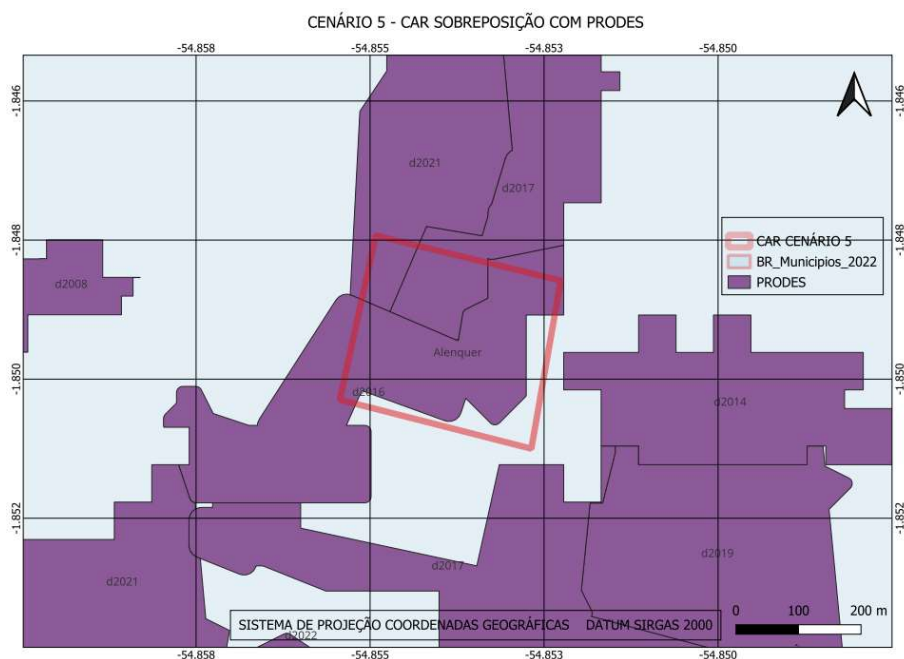 CENÁRIO 5 - CAR SOBREPOSIÇÃO COM PRODES
-54.858 -54.855 -54.853 -54.850
-1.846 -1.846
d2021
d2017
-1.848 -1.848
CAR CENÁRIO 5
BR_Municipios_2022
PRODES
d2008
Alenquer
-1.850 -1.850
d2016
d2014
-1.852 -1.852
d2019
d2017
d2021
0 100 200 m
SISTEMA DE PROJEÇÃO COORDENADAS GEOGRÁFICAS DATUM SIRGAS 2000
d2022
-54.858 -54.855 -54.853 -54.850